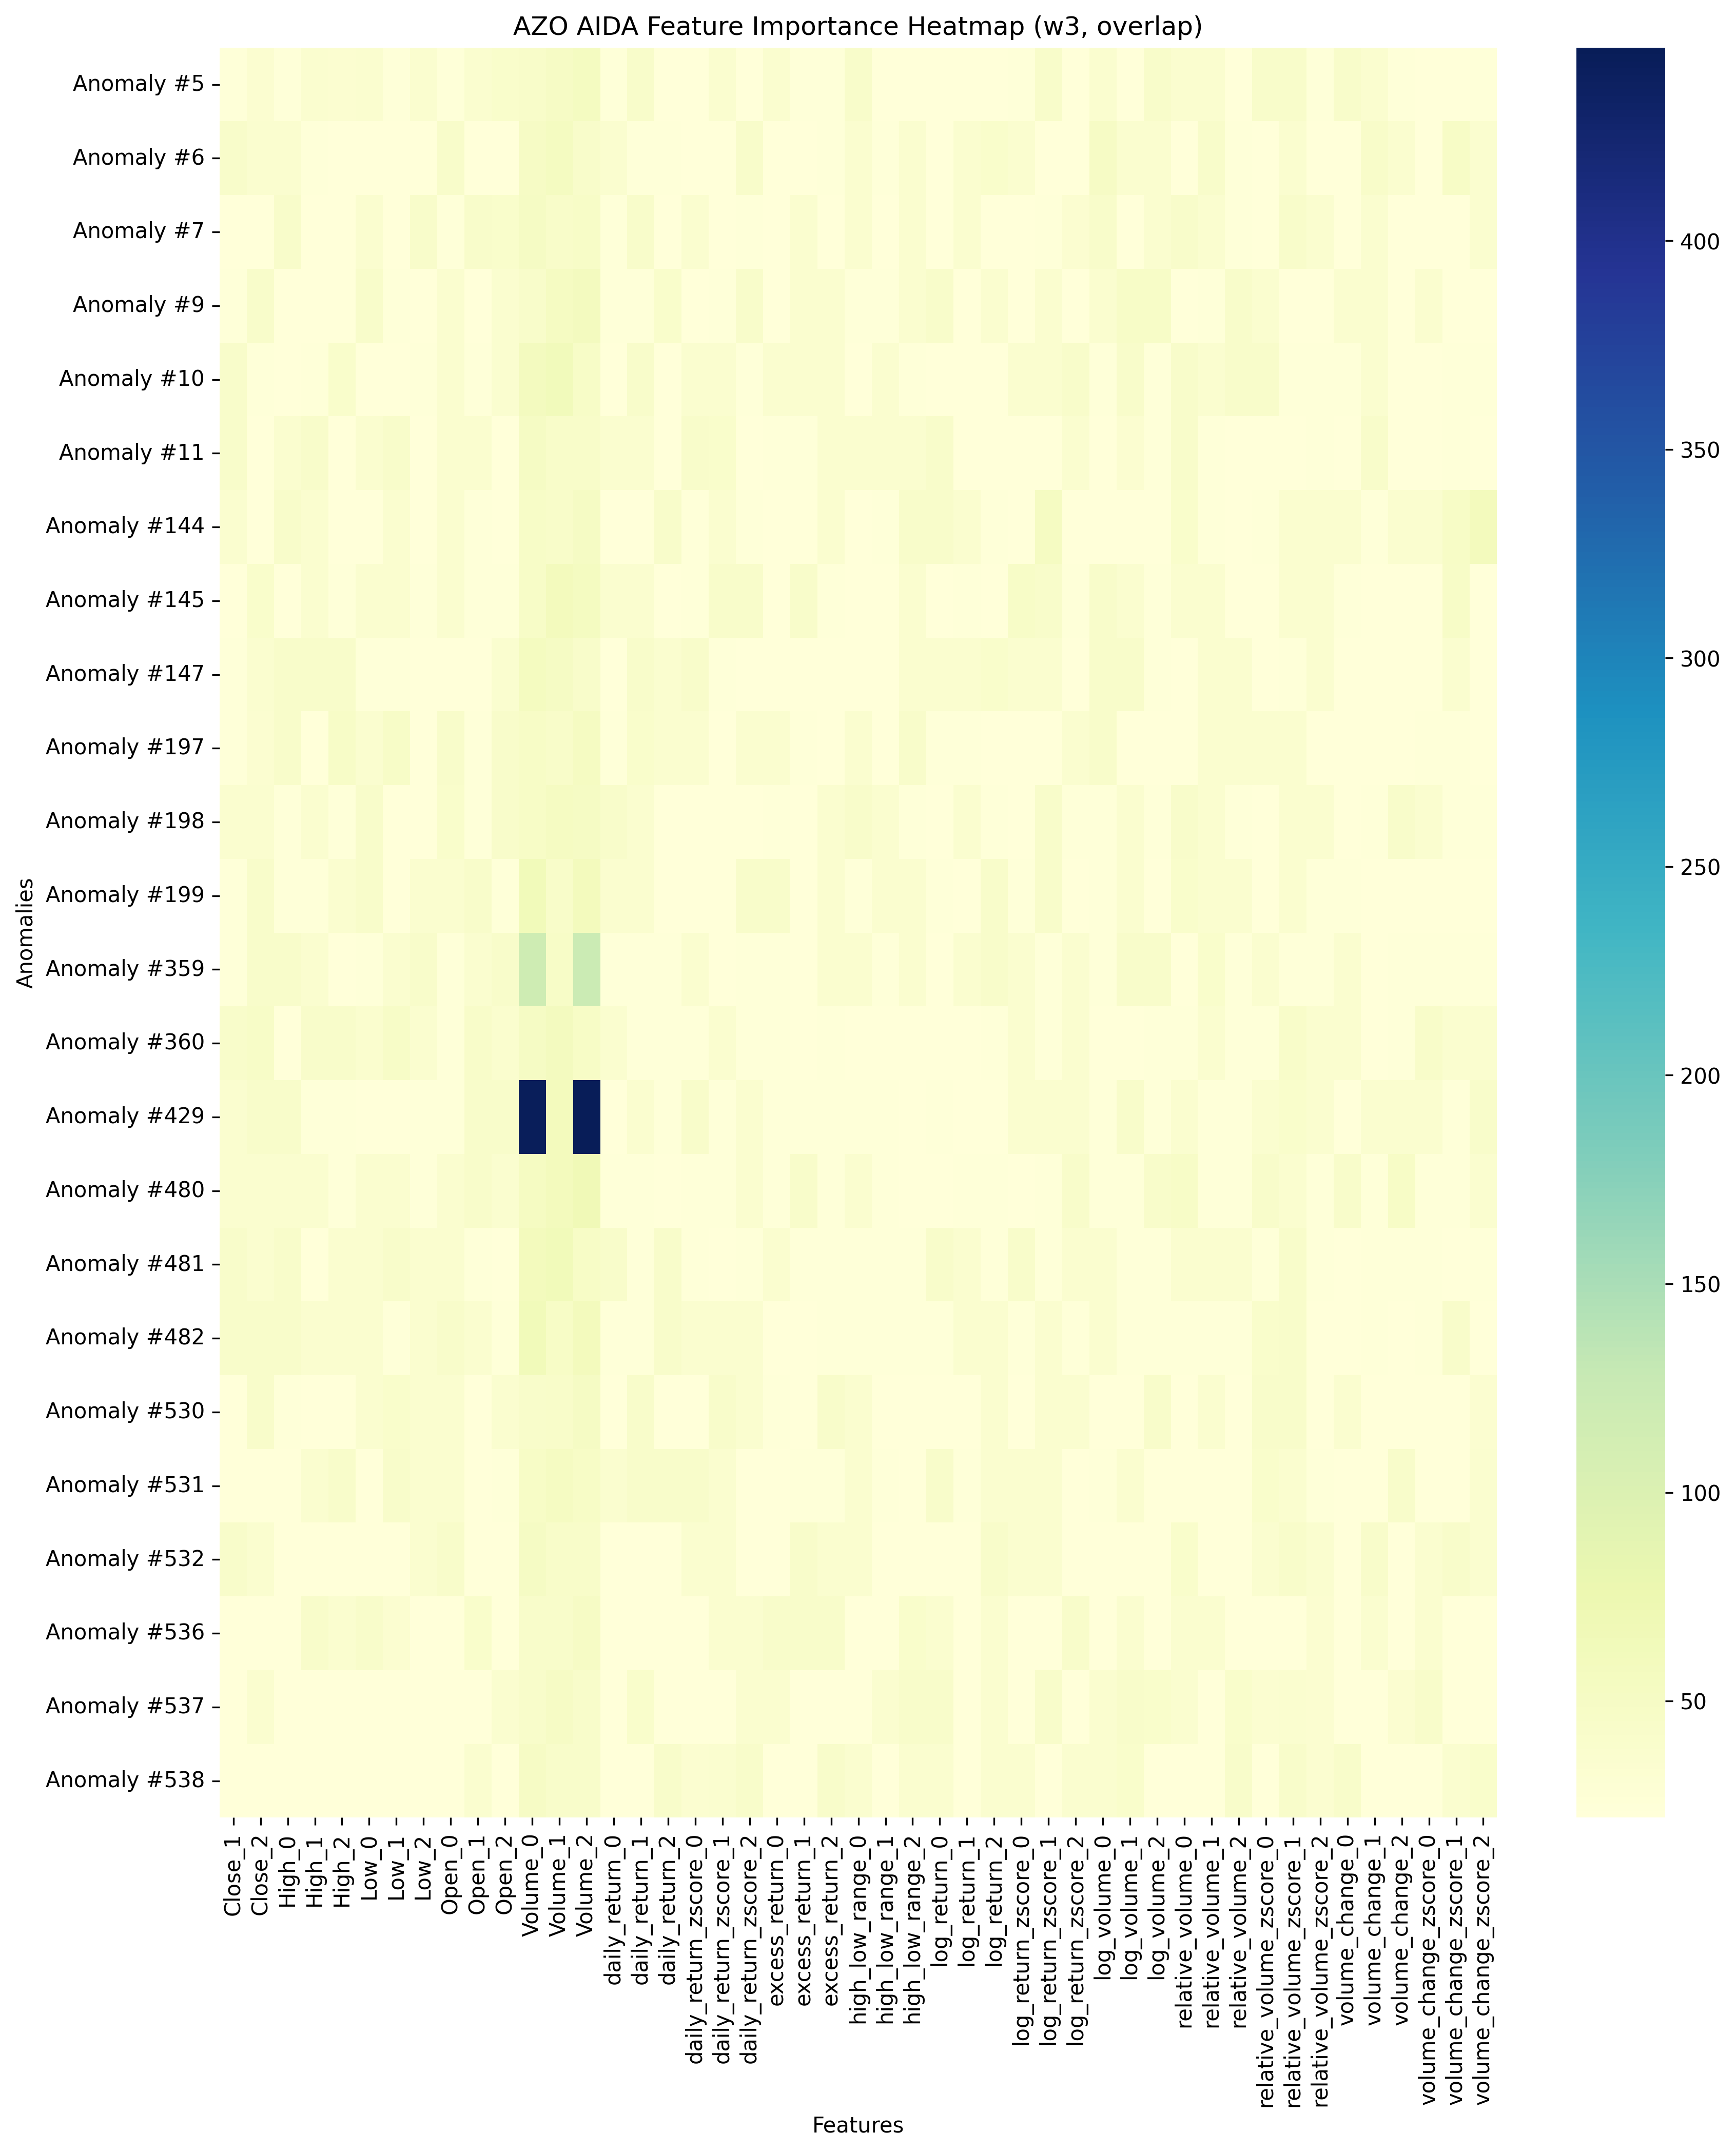 AZO AIDA Feature Importance Heatmap (w3, overlap)
Anomalies
Anomaly #5
Anomaly #6
Anomaly #7
Anomaly #9
Anomaly #10
Anomaly #11
Anomaly #144
Anomaly #145
Anomaly #147
Anomaly #197
Anomaly #198
Anomaly #199
Anomaly #359
Anomaly #360
Anomaly #429
Anomaly #480
Anomaly #481
Anomaly #482
Anomaly #530
Anomaly #531
Anomaly #532
Anomaly #536
Anomaly #537
Anomaly #538
Close_1
Close_2
High_0
High_1
High_2
Low_0
Low_1
Low_2
Open_0
Open_1
Open_2
Volume_0
Volume_1
Volume_2
daily_return_0
daily_return_1
daily_return_2
daily_return_zscore_0
daily_return_zscore_1
daily_return_zscore_2
excess_return_0
excess_return_1
excess_return_2
high_low_range_0
high_low_range_1
high_low_range_2
log_return_0
log_return_1
log_return_2
log_return_zscore_0
log_return_zscore_1
log_return_zscore_2
log_volume_0
log_volume_1
log_volume_2
relative_volume_0
relative_volume_1
relative_volume_2
relative_volume_zscore_0
relative_volume_zscore_1
relative_volume_zscore_2
volume_change_0
volume_change_1
volume_change_2
volume_change_zscore_0
volume_change_zscore_1
volume_change_zscore_2
Features
400
350
300
250
200
150
100
50